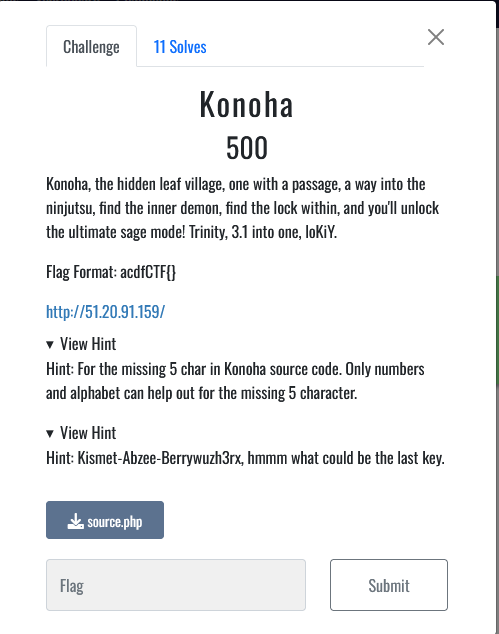 Challenge
11 Solves
Konoha
500
Konoha, the hidden leaf village, one with a passage, a way into the
ninjutsu, find the inner demon, find the lock within, and you'll unlock
the ultimate sage mode! Trinity, 3.1 into one, loKiY.
Flag Format: acdfCTF{}
http://51.20.91.159/
▼ View Hint
Hint: For the missing 5 char in Konoha source code. Only numbers
and alphabet can help out for the missing 5 character.
▼ View Hint
Hint: Kismet-Abzee-Berrywuzh3rx, hmmm what could be the last key.
source.php
Flag
Submit